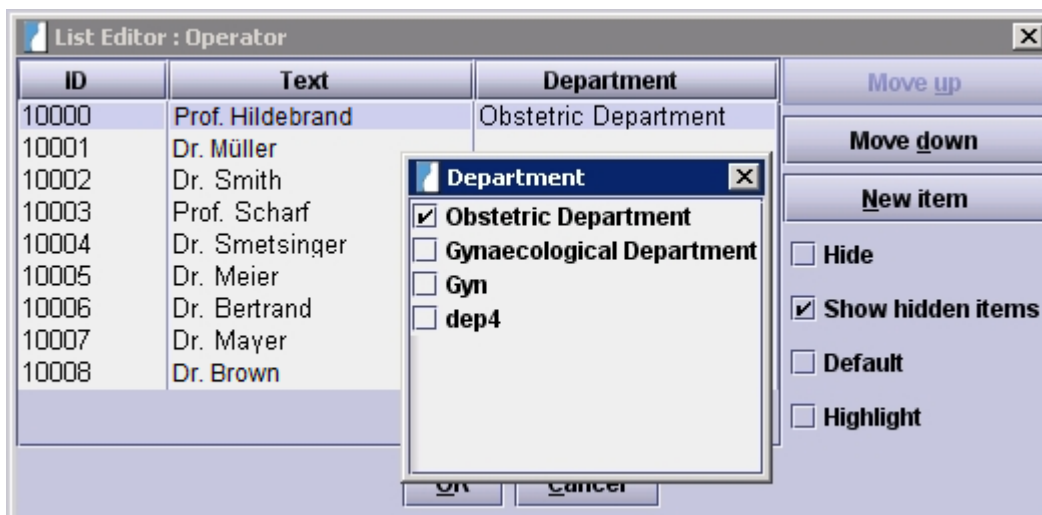 List Editor : Operator
ID Text Department
10000 Prof. Hildebrand Obstetric Department
10001 Dr. Müller
10002 Dr. Smith
10003 Prof. Scharf
10004 Dr. Smetsinger
10005 Dr. Meier
10006 Dr. Bertrand
10007 Dr. Mayer
10008 Dr. Brown
Department
Obstetric Department
Gynaecological Department
Gyn
dep4
Move up
Move down
New item
Hide
Show hidden items
Default
Highlight
OK Cancel